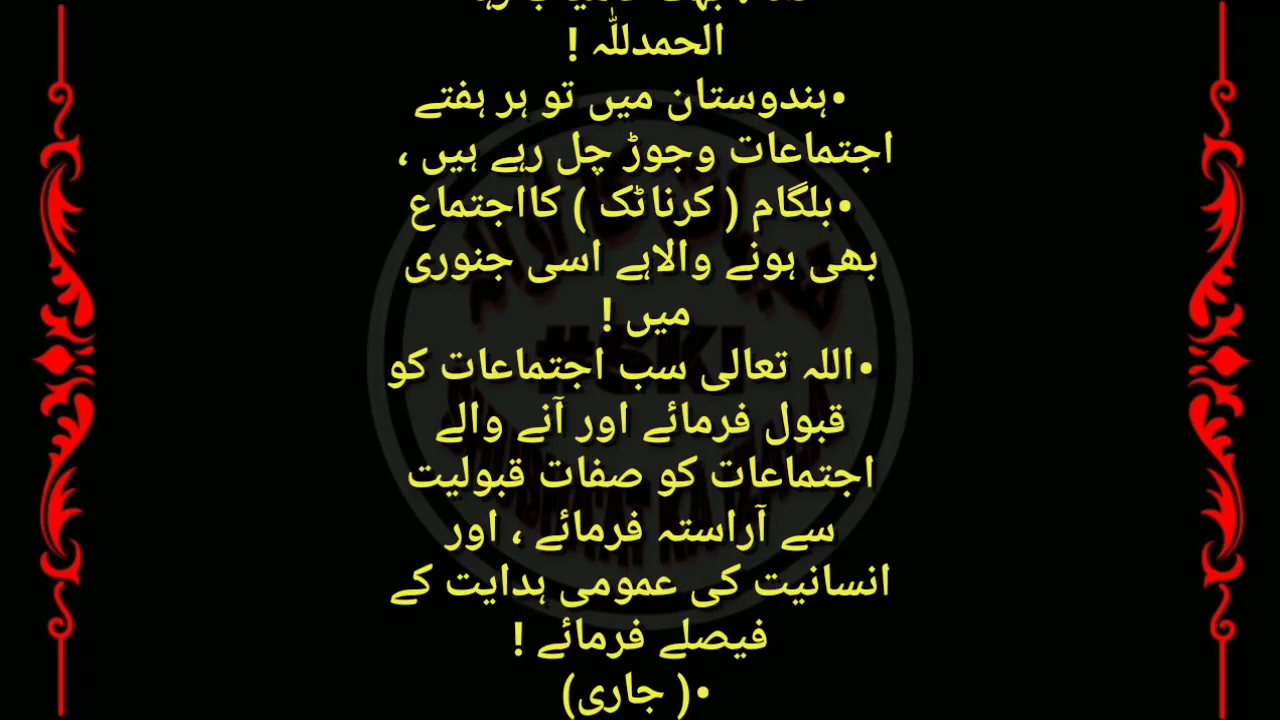 الحمدللّٰہ !
•ہندوستان میں تو ہر ہفتے
اجتماعات وجوڑ چل رہے ہیں ،
•بلگام ( کرناٹک ) کااجتماع
بھی ہونے والاہے اسی جنوری
میں !
•اللہ تعالی سب اجتماعات کو
قبول فرمائے اور آنے والے
اجتماعات کو صفات قبولیت
سے آراستہ فرمائے ، اور
انسانیت کی عمومی ہدایت کے
فیصلے فرمائے !
•( جاری)